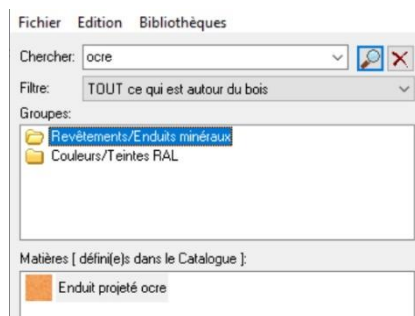 Fichier Edition Bibliothèques
Chercher: ocre
Filtre: TOUT ce qui est autour du bois
Groupes:
Revêtements/Enduits minéraux
Couleurs/Teintes RAL
Matières [ défini(e)s dans le Catalogue ]:
Enduit projeté ocre